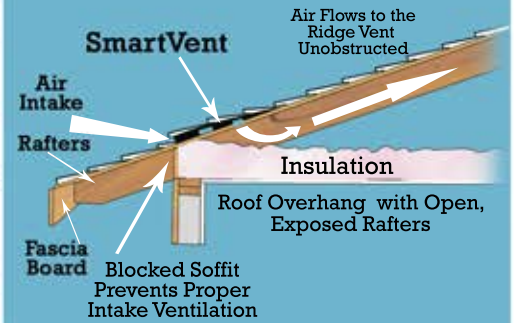 Air Flows to the
Ridge Vent
Unobstructed
SmartVent
Air
Intake
Rafters
Insulation
Roof Overhang with Open,
Exposed Rafters
Fascia
Board
Blocked Soffit
Prevents Proper
Intake Ventilation